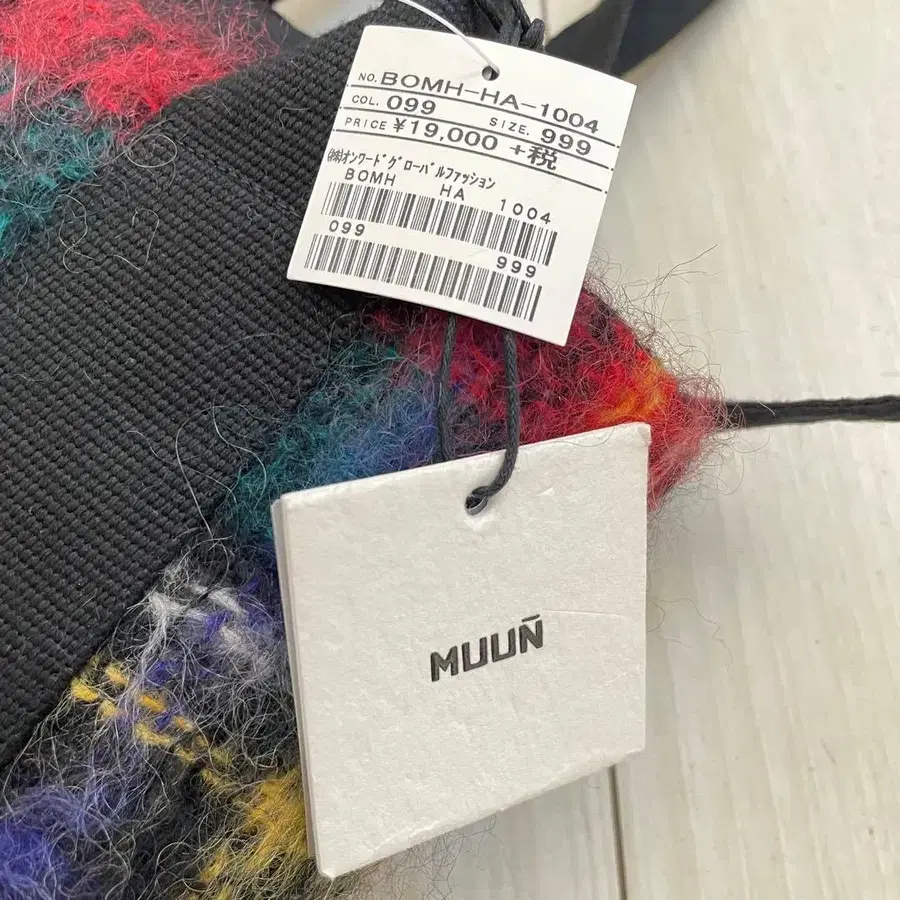 NO. BOMH-HA-1004
COL. 099 SIZE. 999
PRICE ¥19,000 +税
㈱ｵﾝﾜｰﾄﾞｸﾞﾛｰﾊﾞﾙﾌｧｯｼｮﾝ
BOMH HA 1004
099 999
MUUÑ